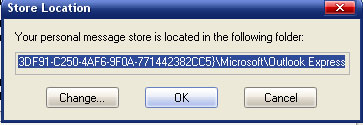 Store Location
Your personal message store is located in the following folder:
3DF91-C250-4AF6-9F0A-771442382CC5}\Microsoft\Outlook Express
Change...
OK
Cancel